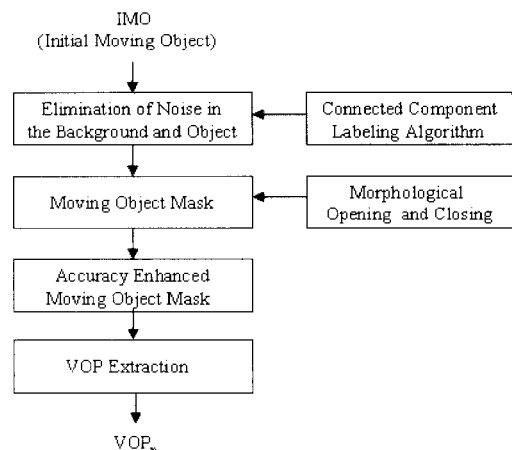 IMO
(Initial Moving Object)
Elimination of Noise in
the Background and Object
Connected Component
Labeling Algorithm
Moving Object Mask
Morphological
Opening and Closing
Accuracy Enhanced
Moving Object Mask
VOP Extraction
VOPn